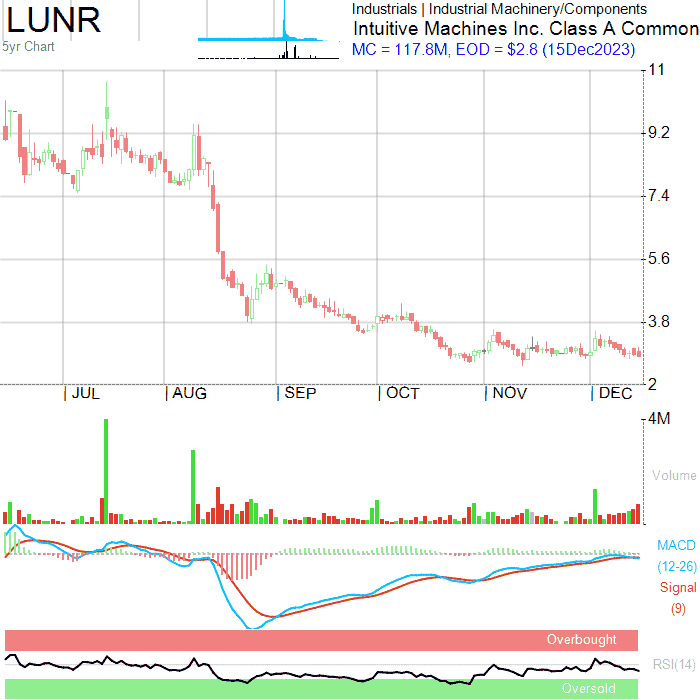 LUNR
5yr Chart
Industrials | Industrial Machinery/Components
Intuitive Machines Inc. Class A Common
MC = 117.8M, EOD = $2.8 (15Dec2023)
11
9.2
7.4
5.6
3.8
2
JUL
AUG
SEP
OCT
NOV
DEC
4M
Volume
MACD
(12-26)
Signal
(9)
Overbought
RSI(14)
Oversold